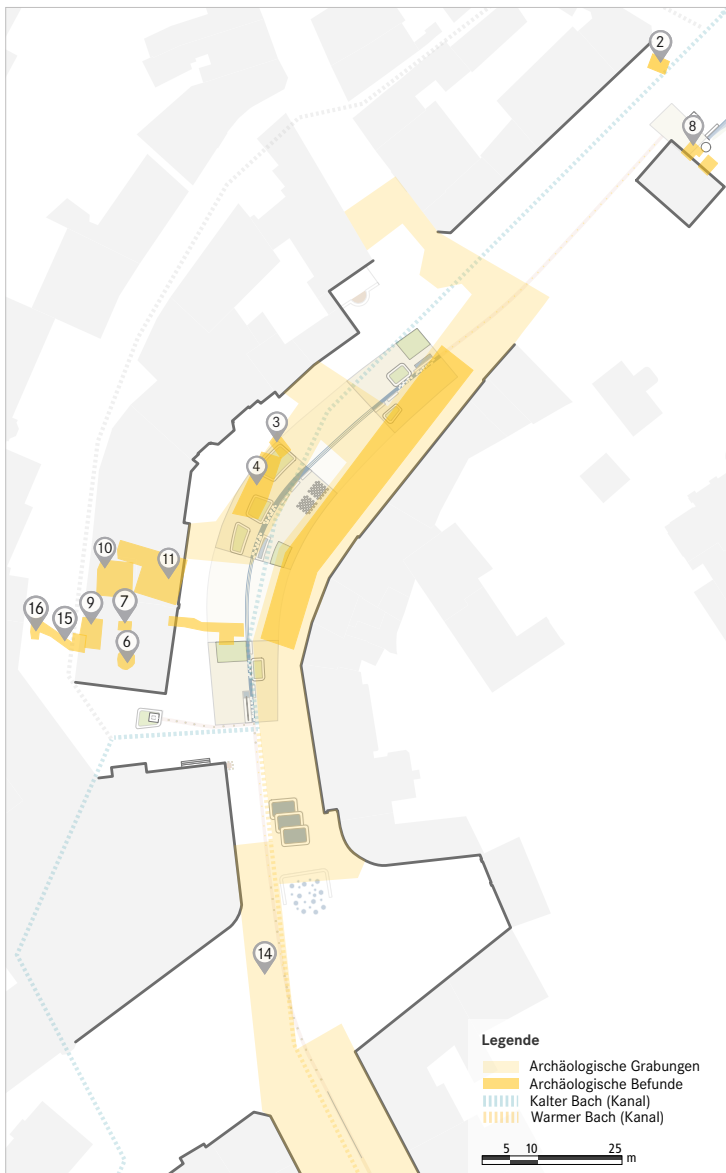 2
8
3
4
10
11
16
15
9
7
6
14
Legende
Archäologische Grabungen
Archäologische Befunde
Kalter Bach (Kanal)
Warmer Bach (Kanal)
5 10 25 m